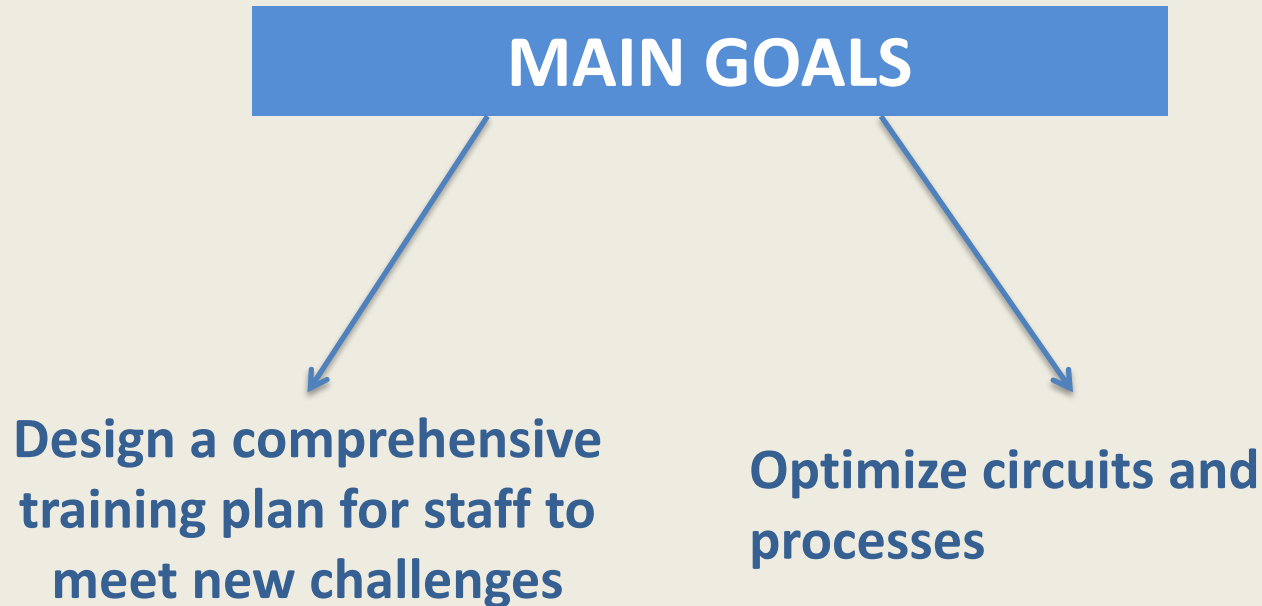 MAIN GOALS
Design a comprehensive
training plan for staff to
meet new challenges
Optimize circuits and
processes